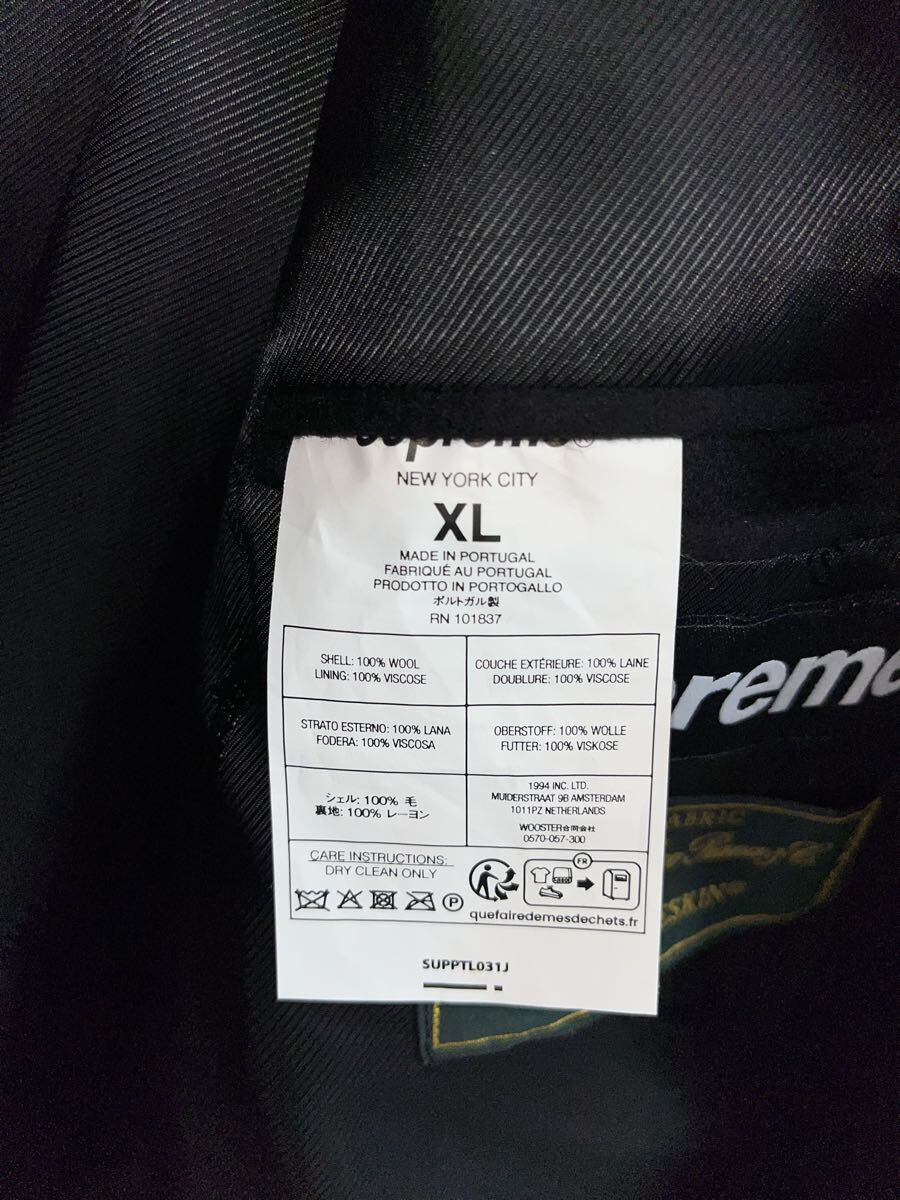 Supreme®
NEW YORK CITY
XL
MADE IN PORTUGAL
FABRIQUÉ AU PORTUGAL
PRODOTTO IN PORTOGALLO
ポルトガル製
RN 101837
SHELL: 100% WOOL
LINING: 100% VISCOSE
COUCHE EXTÉRIEURE: 100% LAINE
DOUBLURE: 100% VISCOSE
STRATO ESTERNO: 100% LANA
FODERA: 100% VISCOSA
OBERSTOFF: 100% WOLLE
FUTTER: 100% VISKOSE
シェル: 100% 毛
裏地: 100% レーヨン
1994 INC. LTD.
MUIDERSTRAAT 9B AMSTERDAM
1011PZ NETHERLANDS
WOOSTER合同会社
0570-057-300
CARE INSTRUCTIONS:
DRY CLEAN ONLY
P
FR
quefairedemesdechets.fr
SUPPTL031J
preme